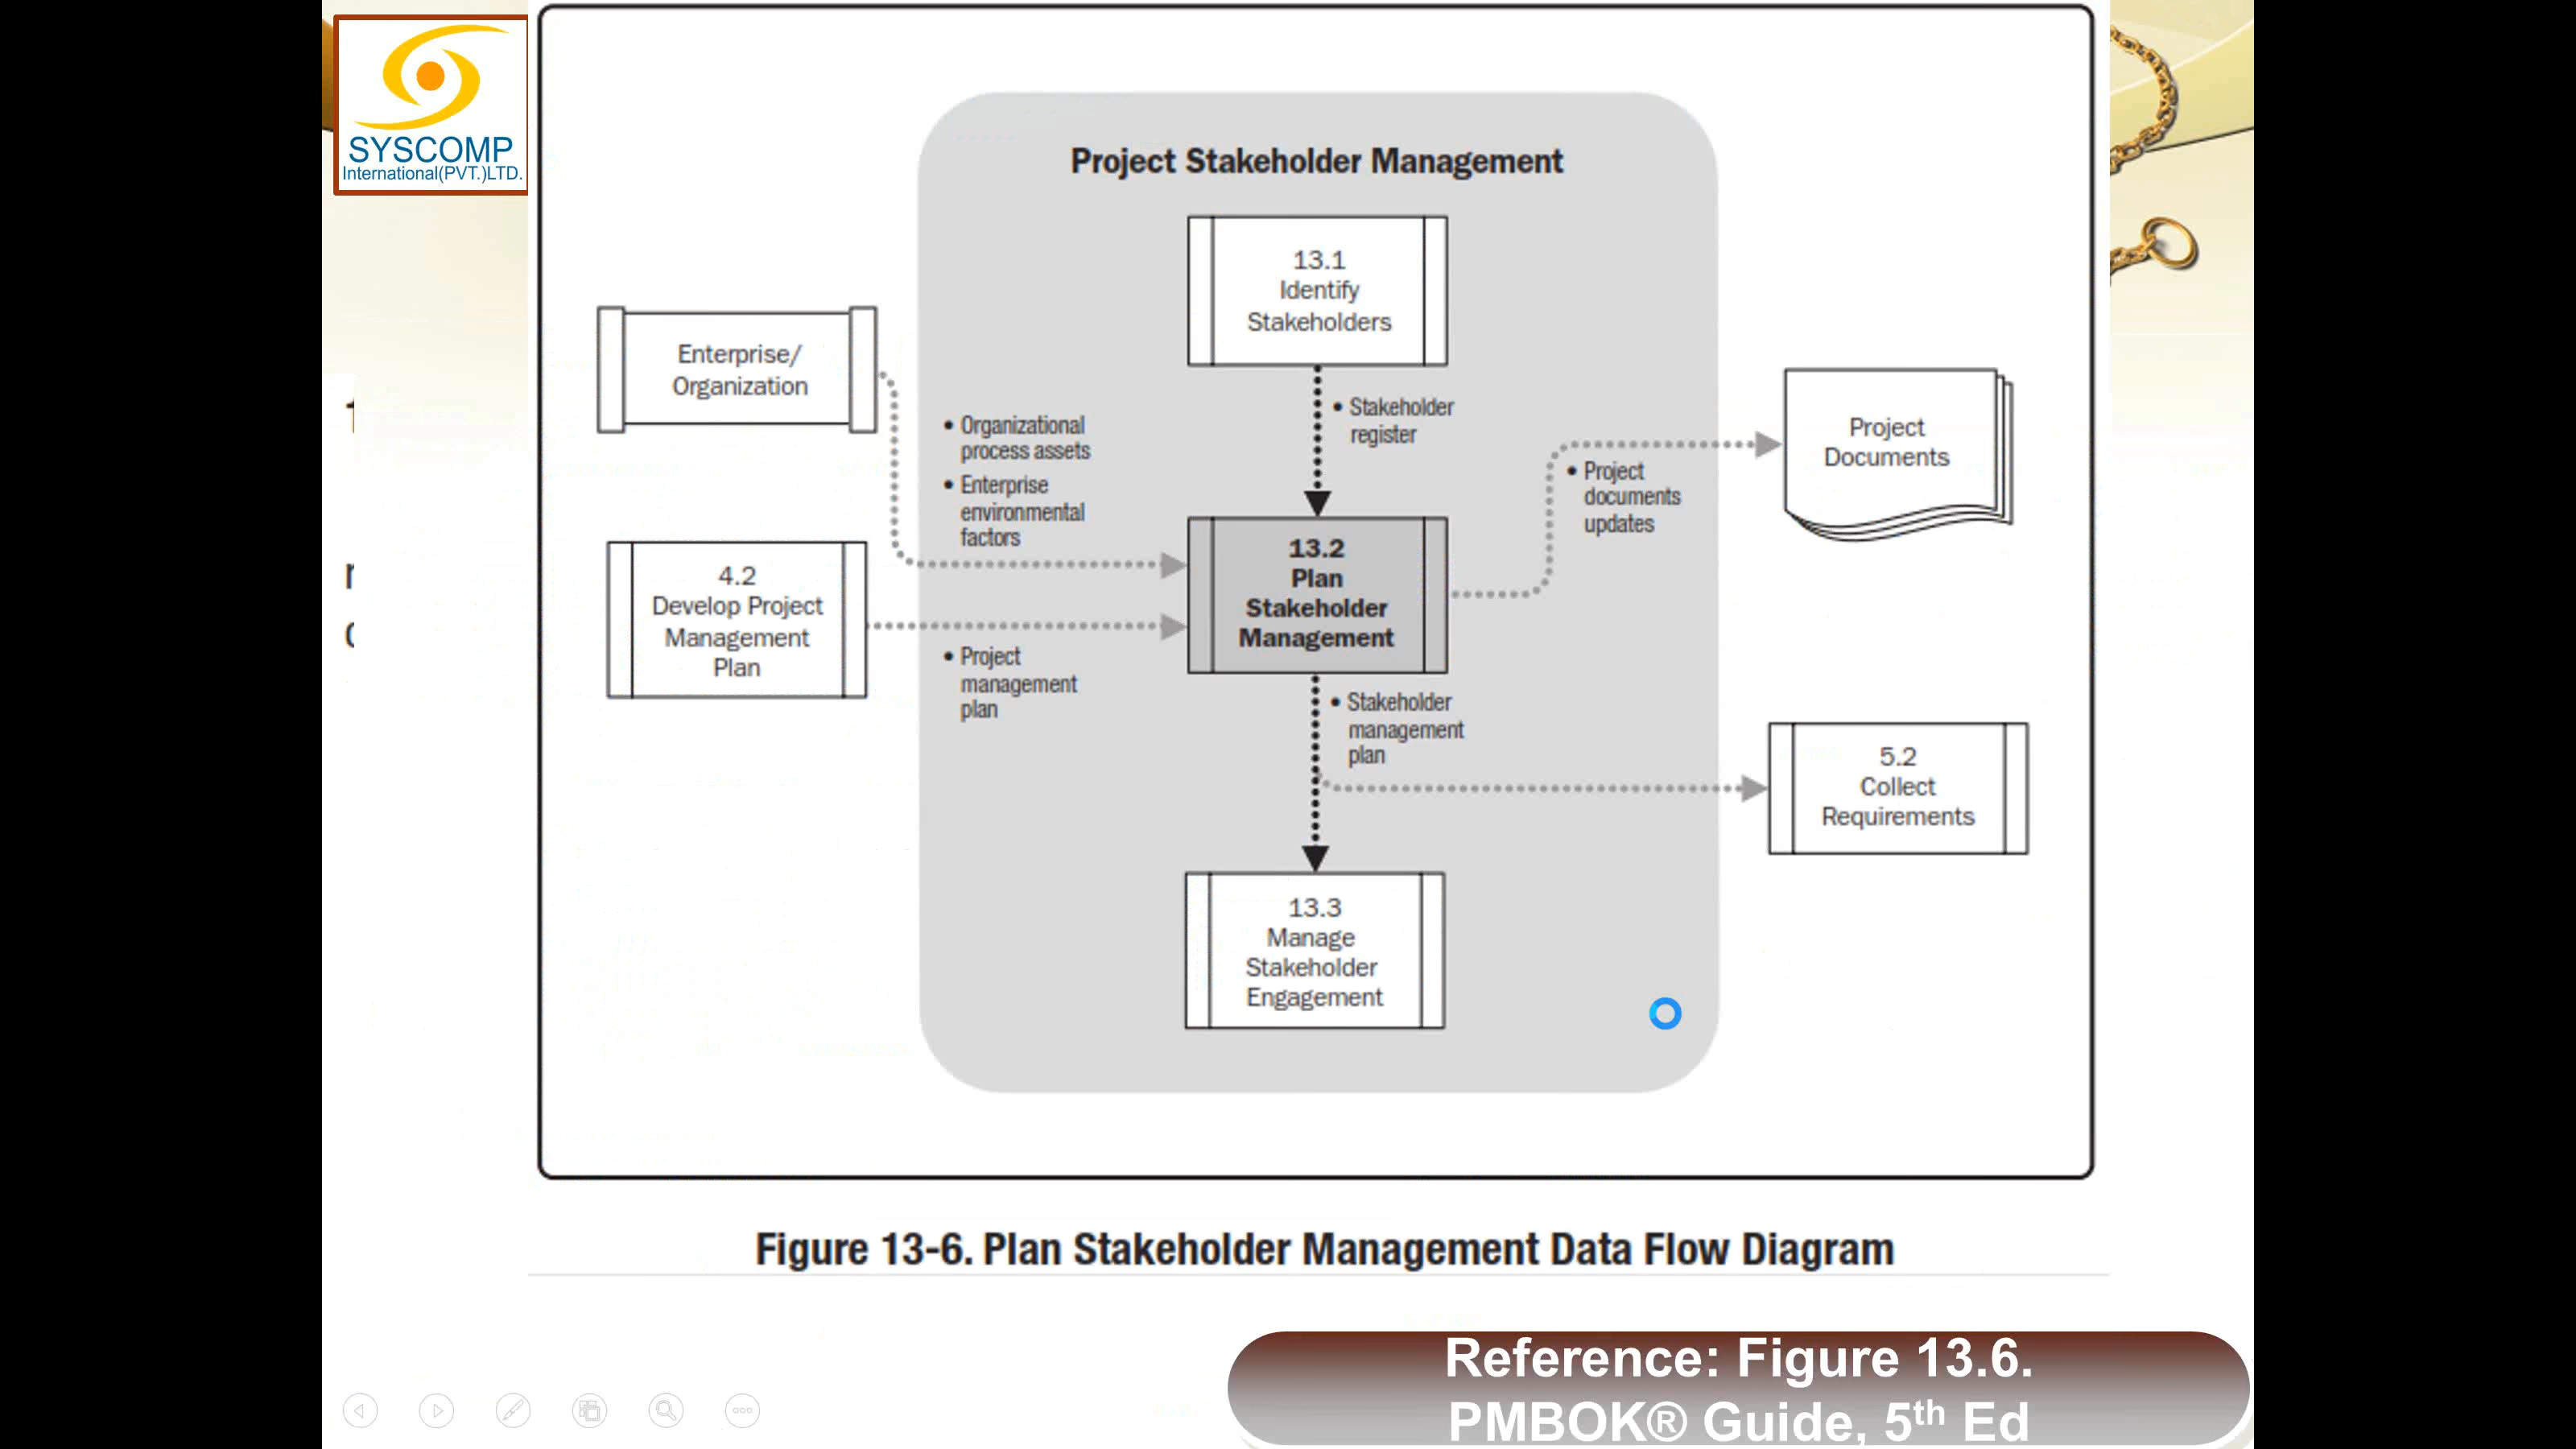 SYSCOMP
International(PVT.)LTD.
Project Stakeholder Management
13.1
Identify
Stakeholders
Enterprise/
Organization
• Organizational
process assets
• Enterprise
environmental
factors
• Stakeholder
register
Project
Documents
• Project
documents
updates
4.2
Develop Project
Management
Plan
• Project
management
plan
13.2
Plan
Stakeholder
Management
• Stakeholder
management
plan
5.2
Collect
Requirements
13.3
Manage
Stakeholder
Engagement
Figure 13-6. Plan Stakeholder Management Data Flow Diagram
Reference: Figure 13.6.
PMBOK® Guide, 5th Ed